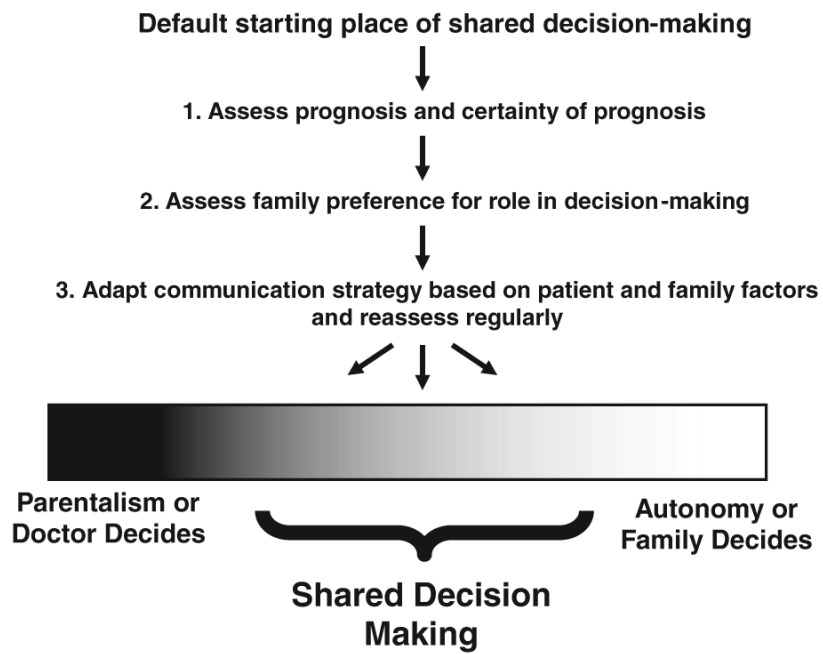 Default starting place of shared decision-making
1. Assess prognosis and certainty of prognosis
2. Assess family preference for role in decision-making
3. Adapt communication strategy based on patient and family factors
and reassess regularly
Parentalism or
Doctor Decides
Autonomy or
Family Decides
Shared Decision
Making